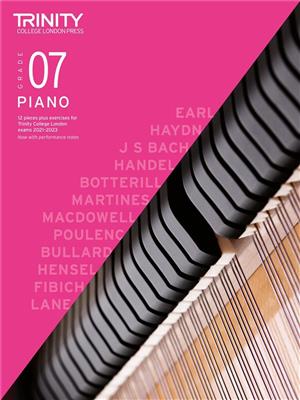 TRINITY
COLLEGE LONDON PRESS
GRADE
07
PIANO
12 pieces plus exercises for
Trinity College London
exams 2021-2023
Now with performance notes
EARL
HAYDN
J S BACH
HANDEL
BOTTERILL
MARTINES
MACDOWELL
POULENC
BULLARD
HENSEL
FIBICH
LANE